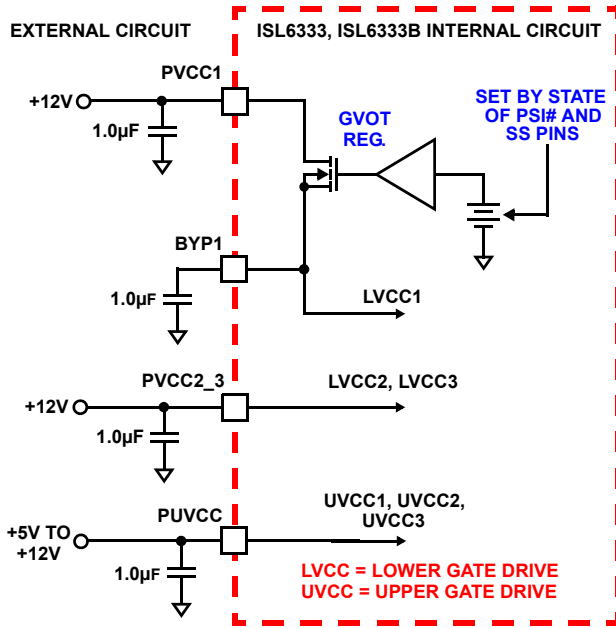 EXTERNAL CIRCUIT
ISL6333, ISL6333B INTERNAL CIRCUIT
PVCC1
+12V
1.0µF
GVOT
REG.
SET BY STATE
OF PSI# AND
SS PINS
BYP1
1.0µF
LVCC1
PVCC2_3
+12V
1.0µF
LVCC2, LVCC3
PUVCC
+5V TO
+12V
1.0µF
UVCC1, UVCC2,
UVCC3
LVCC = LOWER GATE DRIVE
UVCC = UPPER GATE DRIVE